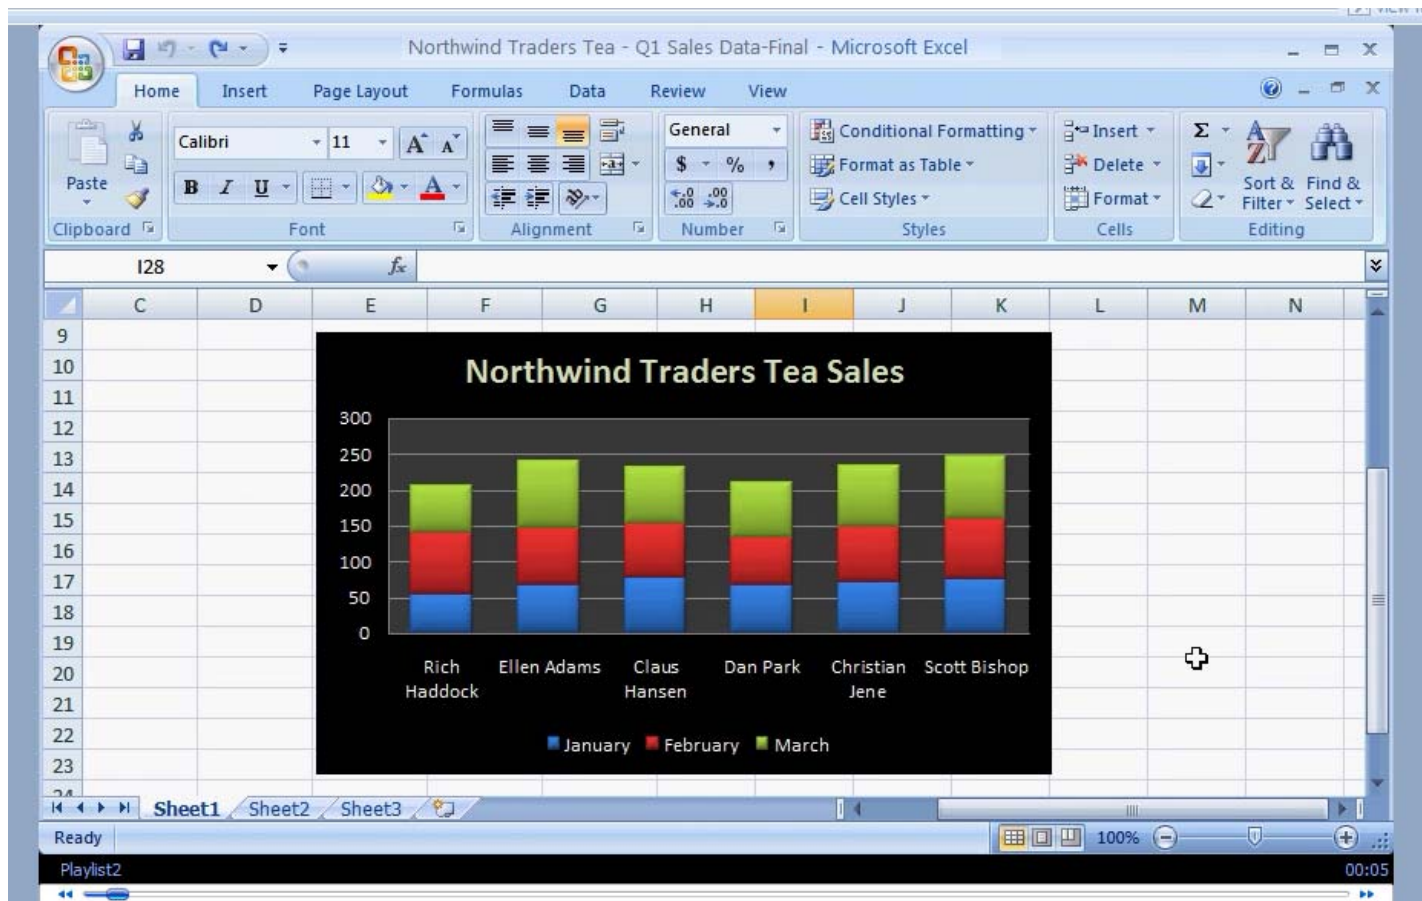 Northwind Traders Tea - Q1 Sales Data-Final - Microsoft Excel
Home Insert Page Layout Formulas Data Review View
Calibri 11 General Conditional Formatting Insert Σ
Format as Table Delete
Paste B I U A $ % , Cell Styles Format Sort & Filter Find & Select
Clipboard Font Alignment Number Styles Cells Editing
I28 fx
C D E F G H I J K L M N
9
10
11
12
13
14
15
16
17
18
19
20
21
22
23
24
Northwind Traders Tea Sales
300
250
200
150
100
50
0
Rich Haddock Ellen Adams Claus Hansen Dan Park Christian Jene Scott Bishop
January February March
Sheet1 Sheet2 Sheet3
Ready 100%
Playlist2 00:05